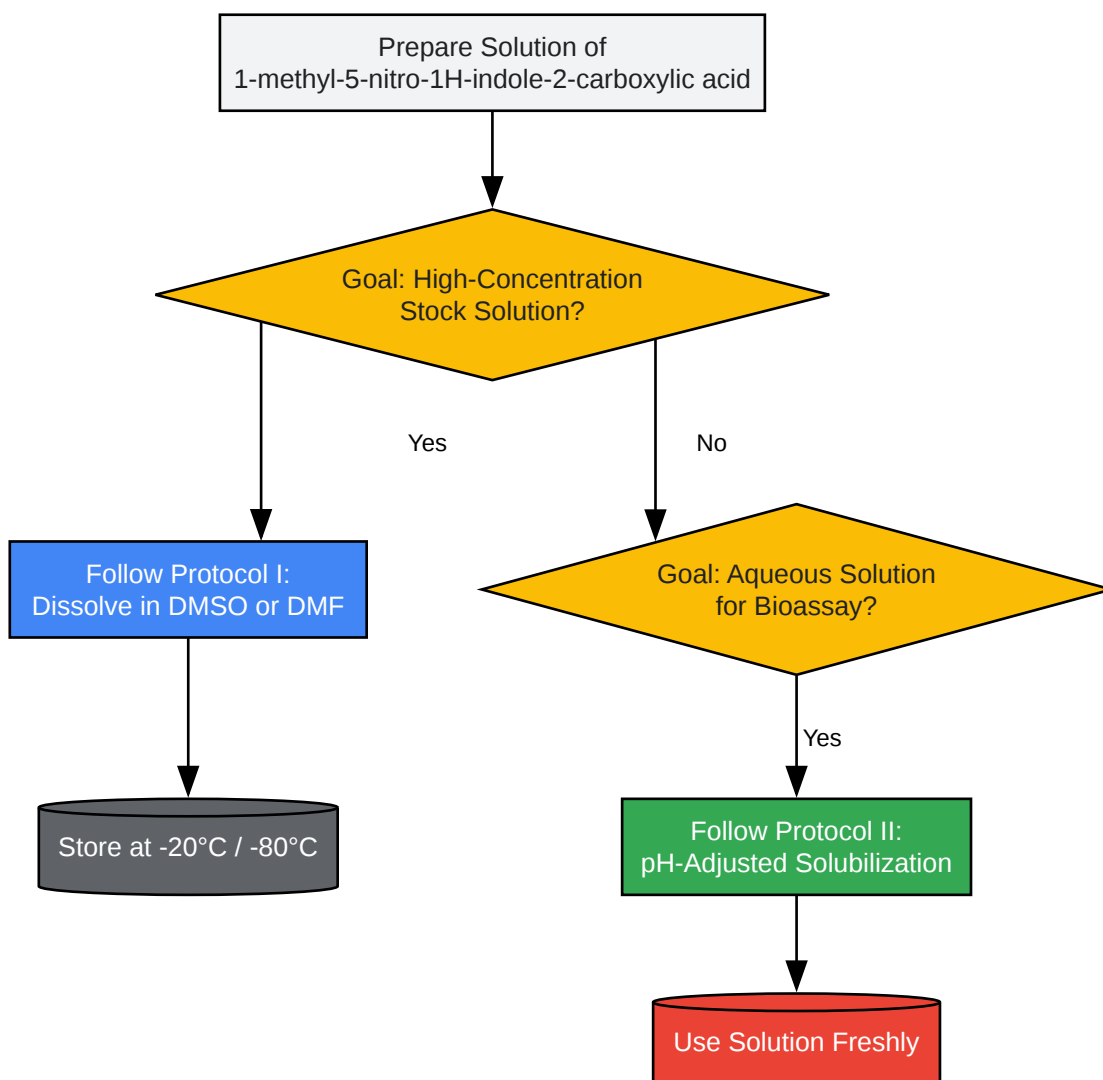 Prepare Solution of
1-methyl-5-nitro-1H-indole-2-carboxylic acid
Goal: High-Concentration
Stock Solution?
Yes
No
Follow Protocol I:
Dissolve in DMSO or DMF
Goal: Aqueous Solution
for Bioassay?
Yes
Store at -20°C / -80°C
Follow Protocol II:
pH-Adjusted Solubilization
Use Solution Freshly